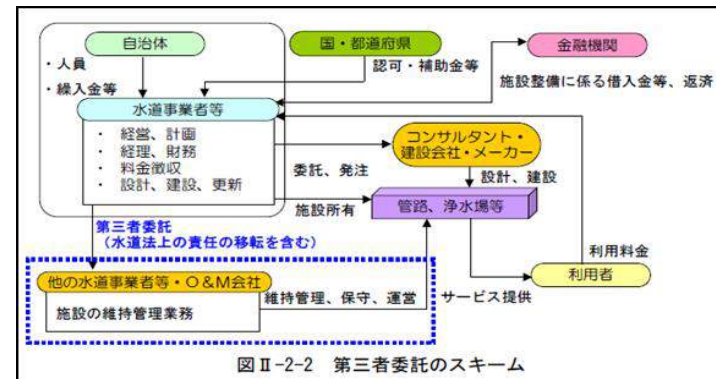 自治体
国・都道府県
金融機関
・人員
・繰入金等
認可・補助金等
施設整備に係る借入金等、返済
水道事業者等
・ 経営、計画
・ 経理、財務
・ 料金徴収
・ 設計、建設、更新
コンサルタント・
建設会社・メーカー
委託、発注
設計、建設
施設所有
管路、浄水場等
第三者委託
（水道法上の責任の移転を含む）
利用料金
他の水道事業者等・O＆M会社
施設の維持管理業務
維持管理、保守、運営
サービス提供
利用者
図Ⅱ-2-2 第三者委託のスキーム